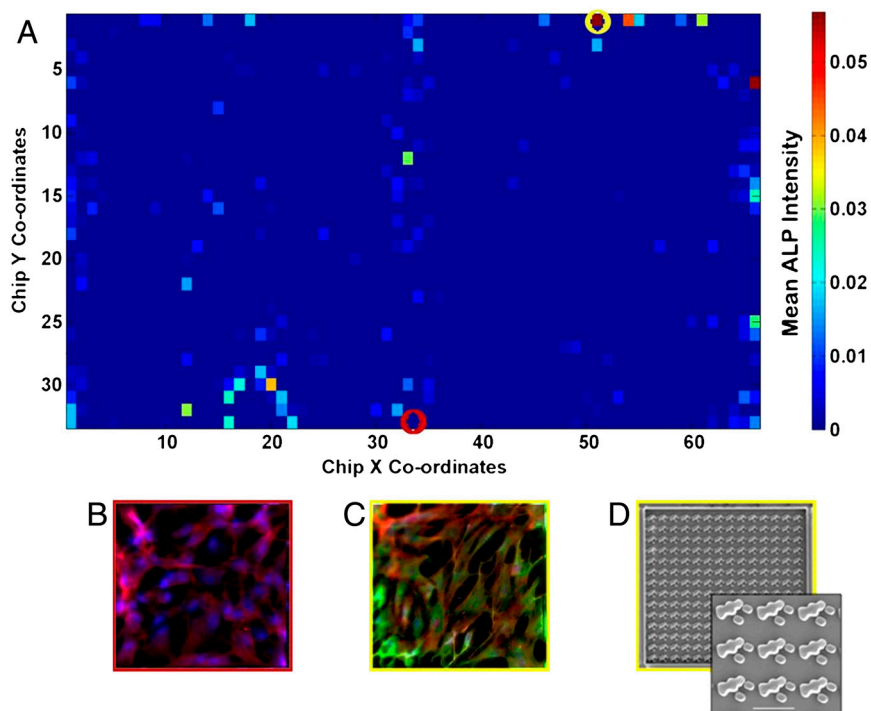 A
5
10
15
20
25
30
Chip Y Co-ordinates
10 20 30 40 50 60
Chip X Co-ordinates
0.05
0.04
0.03
0.02
0.01
0
Mean ALP Intensity
B
C
D